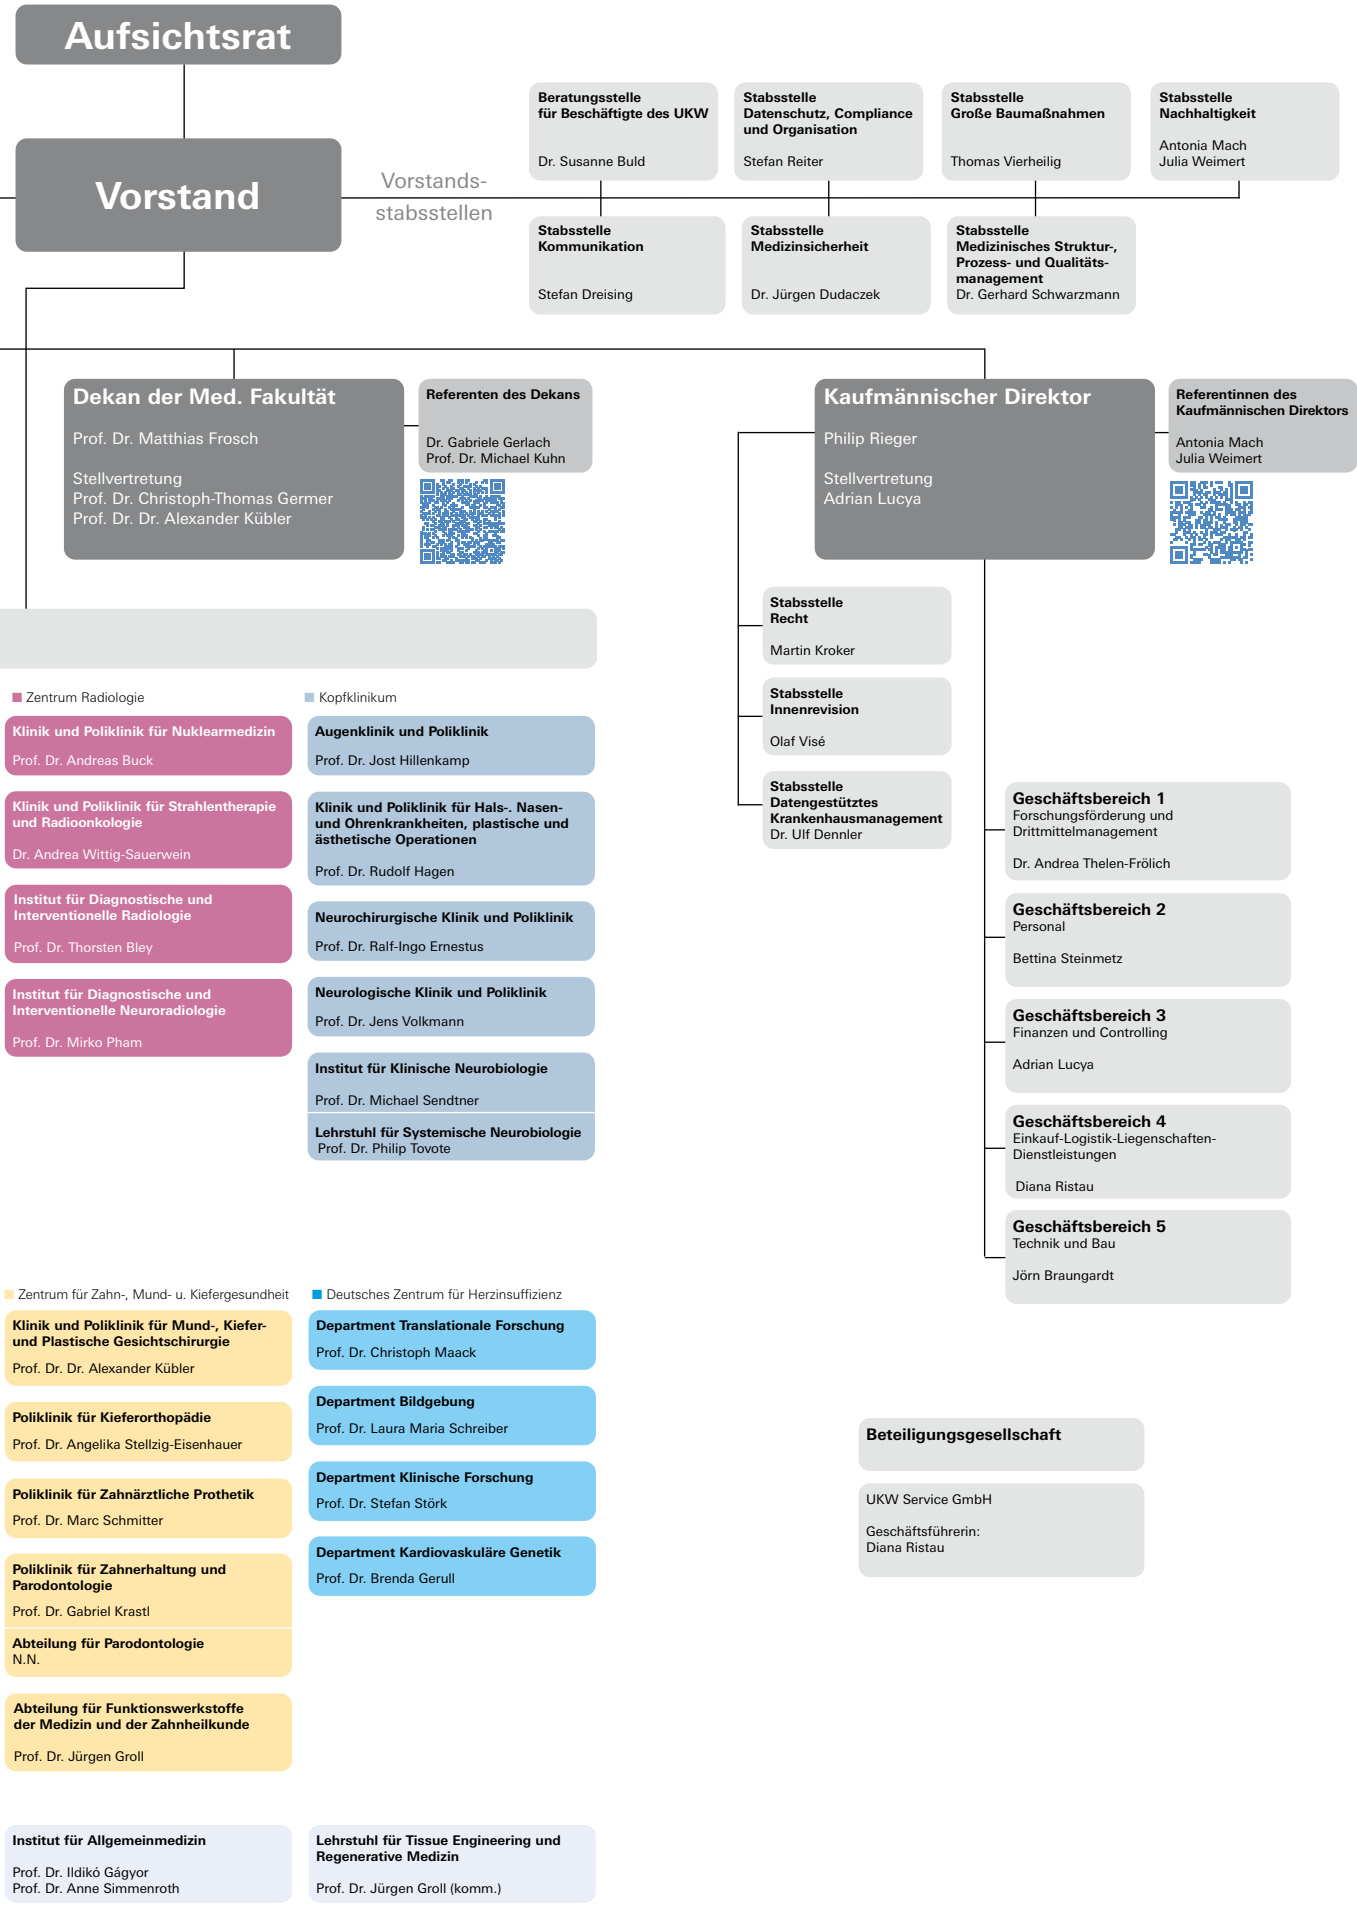 Aufsichtsrat
Vorstand
Vorstands-
stabsstellen
Beratungsstelle
für Beschäftigte des UKW
Dr. Susanne Buld
Stabsstelle
Datenschutz, Compliance
und Organisation
Stefan Reiter
Stabsstelle
Große Baumaßnahmen
Thomas Vierheilig
Stabsstelle
Nachhaltigkeit
Antonia Mach
Julia Weimert
Stabsstelle
Kommunikation
Stefan Dreising
Stabsstelle
Medizinsicherheit
Dr. Jürgen Dudaczek
Stabsstelle
Medizinisches Struktur-,
Prozess- und Qualitäts-
management
Dr. Gerhard Schwarzmann
Dekan der Med. Fakultät
Prof. Dr. Matthias Frosch
Stellvertretung
Prof. Dr. Christoph-Thomas Germer
Prof. Dr. Dr. Alexander Kübler
Referenten des Dekans
Dr. Gabriele Gerlach
Prof. Dr. Michael Kuhn
Kaufmännischer Direktor
Philip Rieger
Stellvertretung
Adrian Lucya
Referentinnen des
Kaufmännischen Direktors
Antonia Mach
Julia Weimert
Stabsstelle
Recht
Martin Kroker
Stabsstelle
Innenrevision
Olaf Visé
Stabsstelle
Datengestütztes
Krankenhausmanagement
Dr. Ulf Dennler
Geschäftsbereich 1
Forschungsförderung und
Drittmittelmanagement
Dr. Andrea Thelen-Frölich
Geschäftsbereich 2
Personal
Bettina Steinmetz
Geschäftsbereich 3
Finanzen und Controlling
Adrian Lucya
Geschäftsbereich 4
Einkauf-Logistik-Liegenschaften-
Dienstleistungen
Diana Ristau
Geschäftsbereich 5
Technik und Bau
Jörn Braungardt
Zentrum Radiologie
Klinik und Poliklinik für Nuklearmedizin
Prof. Dr. Andreas Buck
Klinik und Poliklinik für Strahlentherapie
und Radioonkologie
Dr. Andrea Wittig-Sauerwein
Institut für Diagnostische und
Interventionelle Radiologie
Prof. Dr. Thorsten Bley
Institut für Diagnostische und
Interventionelle Neuroradiologie
Prof. Dr. Mirko Pham
Kopfklinikum
Augenklinik und Poliklinik
Prof. Dr. Jost Hillenkamp
Klinik und Poliklinik für Hals-. Nasen-
und Ohrenkrankheiten, plastische und
ästhetische Operationen
Prof. Dr. Rudolf Hagen
Neurochirurgische Klinik und Poliklinik
Prof. Dr. Ralf-Ingo Ernestus
Neurologische Klinik und Poliklinik
Prof. Dr. Jens Volkmann
Institut für Klinische Neurobiologie
Prof. Dr. Michael Sendtner
Lehrstuhl für Systemische Neurobiologie
Prof. Dr. Philip Tovote
Zentrum für Zahn-, Mund- u. Kiefergesundheit
Klinik und Poliklinik für Mund-, Kiefer-
und Plastische Gesichtschirurgie
Prof. Dr. Dr. Alexander Kübler
Poliklinik für Kieferorthopädie
Prof. Dr. Angelika Stellzig-Eisenhauer
Poliklinik für Zahnärztliche Prothetik
Prof. Dr. Marc Schmitter
Poliklinik für Zahnerhaltung und
Parodontologie
Prof. Dr. Gabriel Krastl
Abteilung für Parodontologie
N.N.
Abteilung für Funktionswerkstoffe
der Medizin und der Zahnheilkunde
Prof. Dr. Jürgen Groll
Deutsches Zentrum für Herzinsuffizienz
Department Translationale Forschung
Prof. Dr. Christoph Maack
Department Bildgebung
Prof. Dr. Laura Maria Schreiber
Department Klinische Forschung
Prof. Dr. Stefan Störk
Department Kardiovaskuläre Genetik
Prof. Dr. Brenda Gerull
Beteiligungsgesellschaft
UKW Service GmbH
Geschäftsführerin:
Diana Ristau
Institut für Allgemeinmedizin
Prof. Dr. Ildikó Gágyor
Prof. Dr. Anne Simmenroth
Lehrstuhl für Tissue Engineering und
Regenerative Medizin
Prof. Dr. Jürgen Groll (komm.)